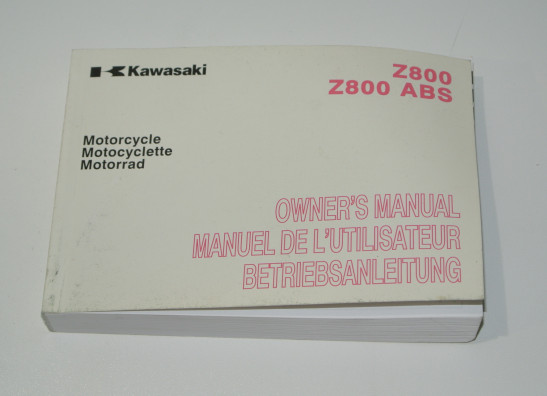 Kawasaki
Z800
Z800 ABS
Motorcycle
Motocyclette
Motorrad
OWNER'S MANUAL
MANUEL DE L'UTILISATEUR
BETRIEBSANLEITUNG